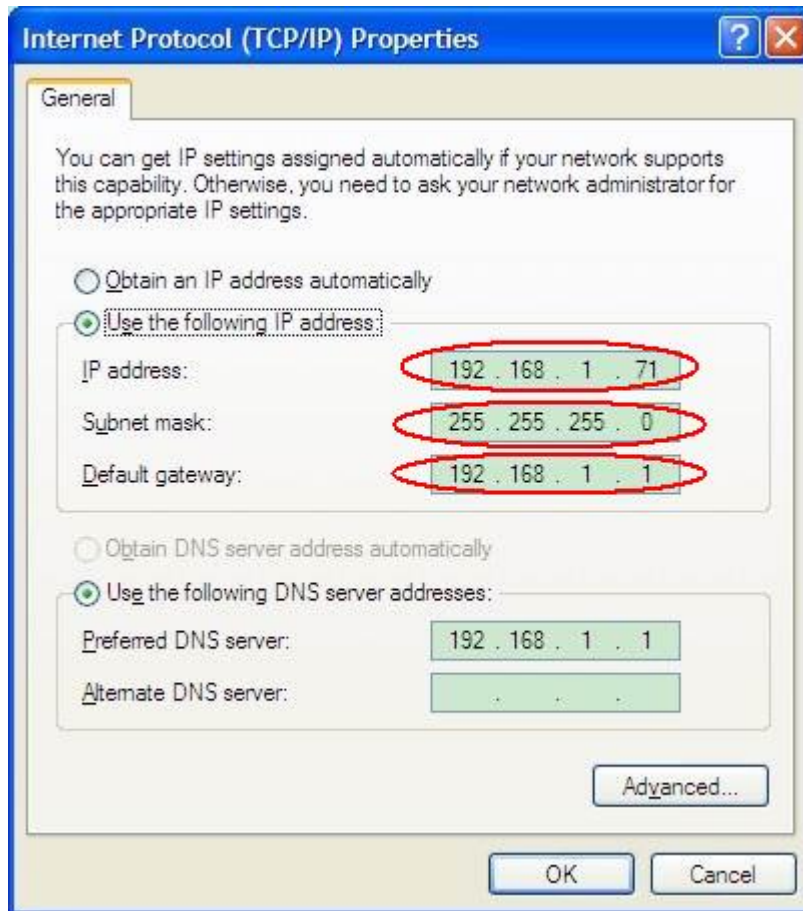 Internet Protocol (TCP/IP) Properties
General
You can get IP settings assigned automatically if your network supports
this capability. Otherwise, you need to ask your network administrator for
the appropriate IP settings.
Obtain an IP address automatically
Use the following IP address:
IP address: 192 . 168 . 1 . 71
Subnet mask: 255 . 255 . 255 . 0
Default gateway: 192 . 168 . 1 . 1
Obtain DNS server address automatically
Use the following DNS server addresses:
Preferred DNS server: 192 . 168 . 1 . 1
Alternate DNS server: . . .
Advanced...
OK Cancel